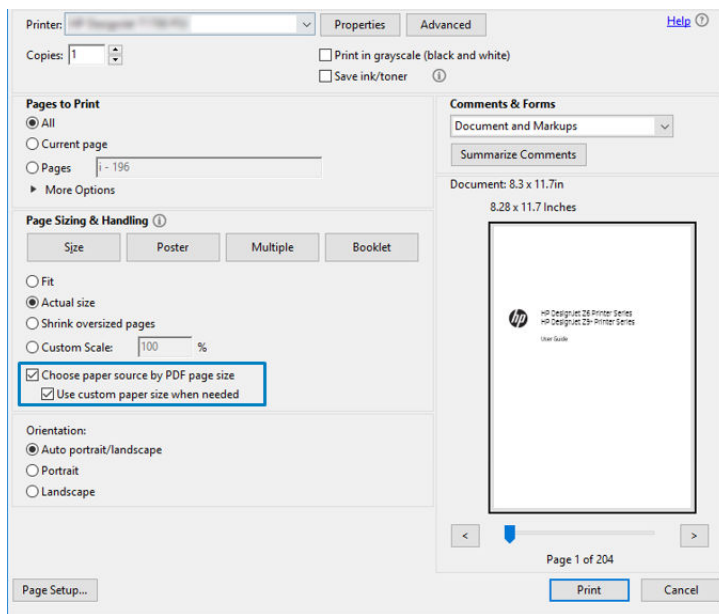 Printer:
Properties
Advanced
Help
Copies: 1
Print in grayscale (black and white)
Save ink/toner
Pages to Print
All
Current page
Pages i - 196
More Options
Page Sizing & Handling
Size Poster Multiple Booklet
Fit
Actual size
Shrink oversized pages
Custom Scale: 100 %
Choose paper source by PDF page size
Use custom paper size when needed
Orientation:
Auto portrait/landscape
Portrait
Landscape
Comments & Forms
Document and Markups
Summarize Comments
Document: 8.3 x 11.7in
8.28 x 11.7 Inches
hp
HP DesignJet Z6 Printer Series
HP DesignJet Z9+ Printer Series
User Guide
< >
Page 1 of 204
Page Setup...
Print Cancel